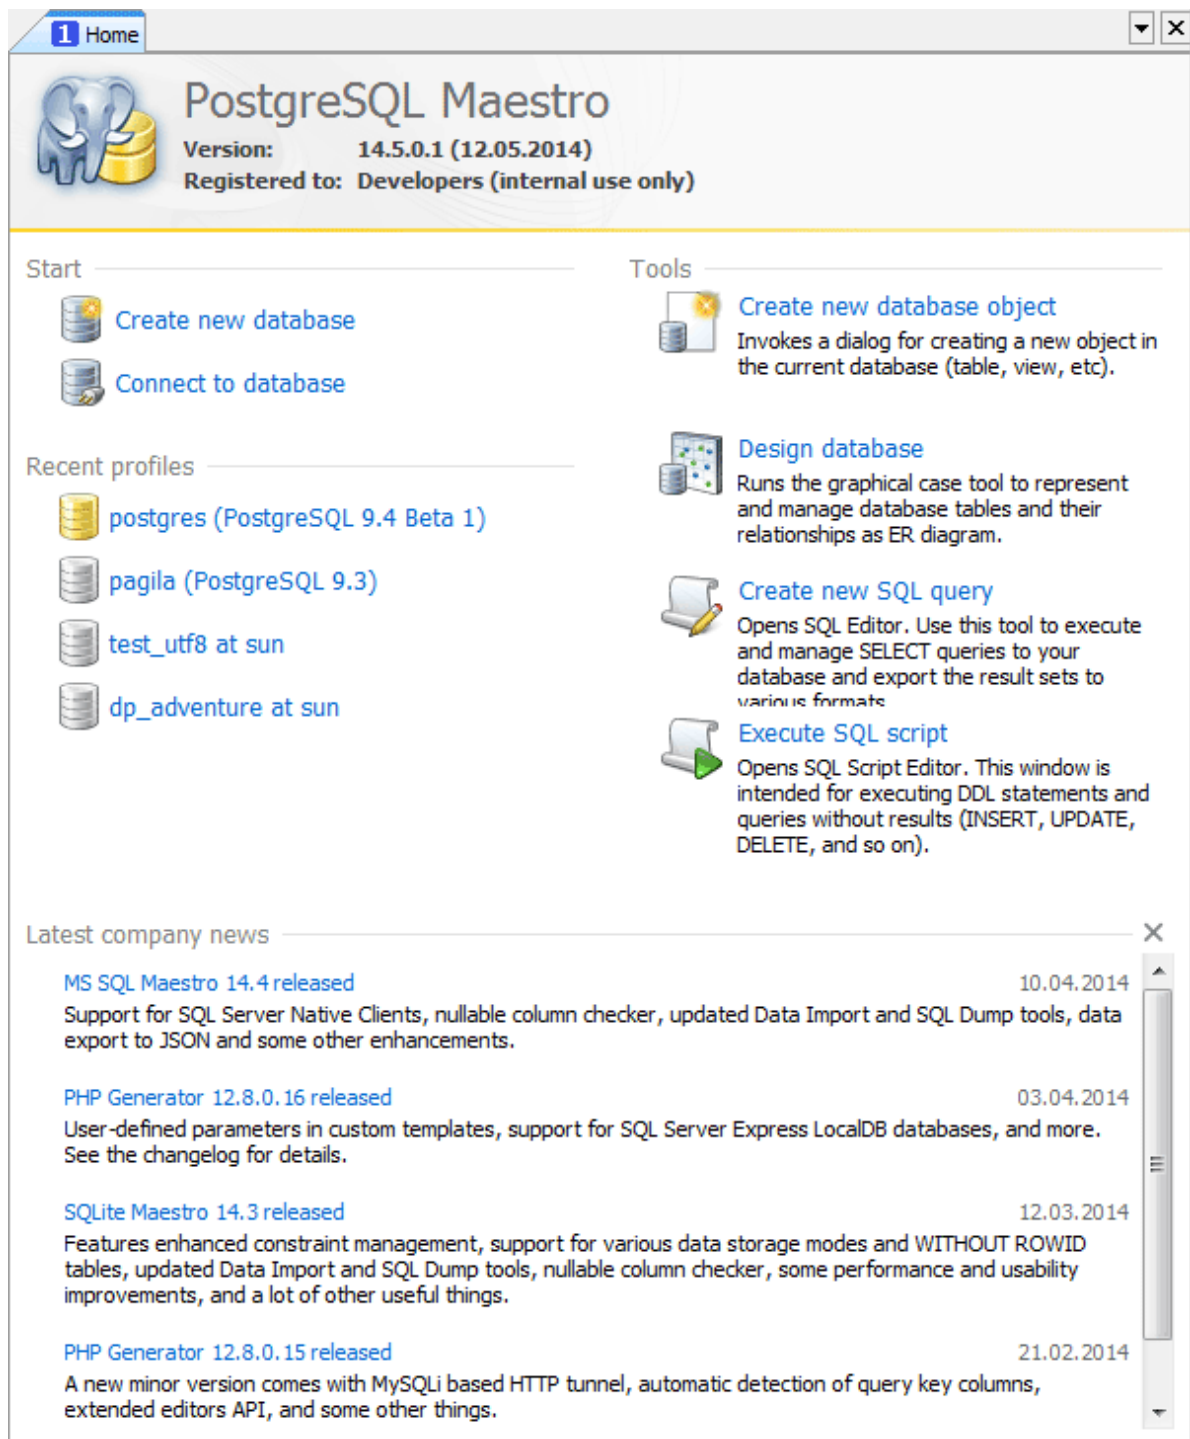 1 Home
PostgreSQL Maestro
Version: 14.5.0.1 (12.05.2014)
Registered to: Developers (internal use only)
Start
Create new database
Connect to database
Recent profiles
postgres (PostgreSQL 9.4 Beta 1)
pagila (PostgreSQL 9.3)
test_utf8 at sun
dp_adventure at sun
Tools
Create new database object
Invokes a dialog for creating a new object in
the current database (table, view, etc).
Design database
Runs the graphical case tool to represent
and manage database tables and their
relationships as ER diagram.
Create new SQL query
Opens SQL Editor. Use this tool to execute
and manage SELECT queries to your
database and export the result sets to
various formats
Execute SQL script
Opens SQL Script Editor. This window is
intended for executing DDL statements and
queries without results (INSERT, UPDATE,
DELETE, and so on).
Latest company news
MS SQL Maestro 14.4 released 10.04.2014
Support for SQL Server Native Clients, nullable column checker, updated Data Import and SQL Dump tools, data
export to JSON and some other enhancements.
PHP Generator 12.8.0.16 released 03.04.2014
User-defined parameters in custom templates, support for SQL Server Express LocalDB databases, and more.
See the changelog for details.
SQLite Maestro 14.3 released 12.03.2014
Features enhanced constraint management, support for various data storage modes and WITHOUT ROWID
tables, updated Data Import and SQL Dump tools, nullable column checker, some performance and usability
improvements, and a lot of other useful things.
PHP Generator 12.8.0.15 released 21.02.2014
A new minor version comes with MySQLi based HTTP tunnel, automatic detection of query key columns,
extended editors API, and some other things.